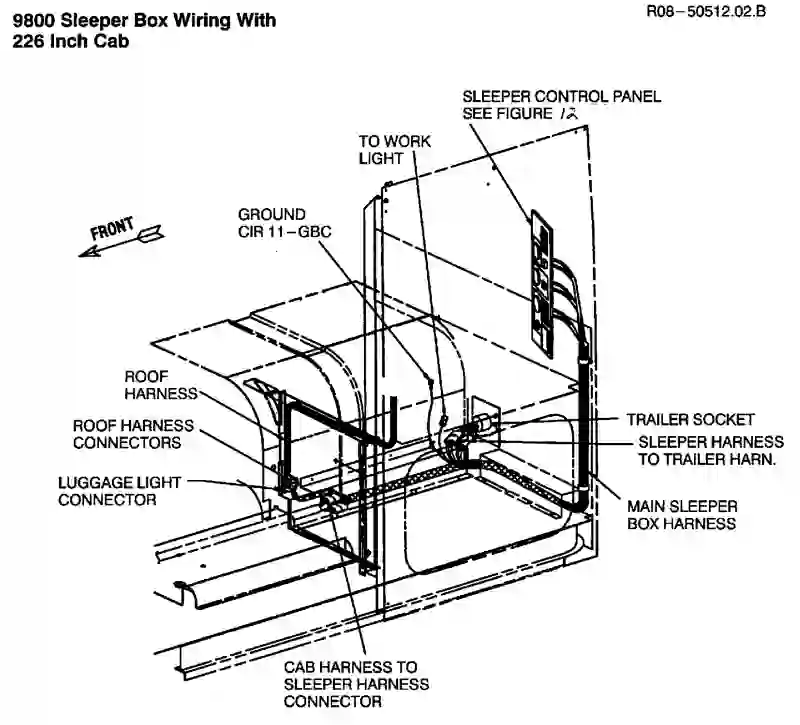 9800 Sleeper Box Wiring With
226 Inch Cab
R08-50512.02.B
SLEEPER CONTROL PANEL
SEE FIGURE 12
TO WORK
LIGHT
GROUND
CIR 11-GBC
FRONT
ROOF
HARNESS
ROOF HARNESS
CONNECTORS
LUGGAGE LIGHT
CONNECTOR
TRAILER SOCKET
SLEEPER HARNESS
TO TRAILER HARN.
MAIN SLEEPER
BOX HARNESS
CAB HARNESS TO
SLEEPER HARNESS
CONNECTOR